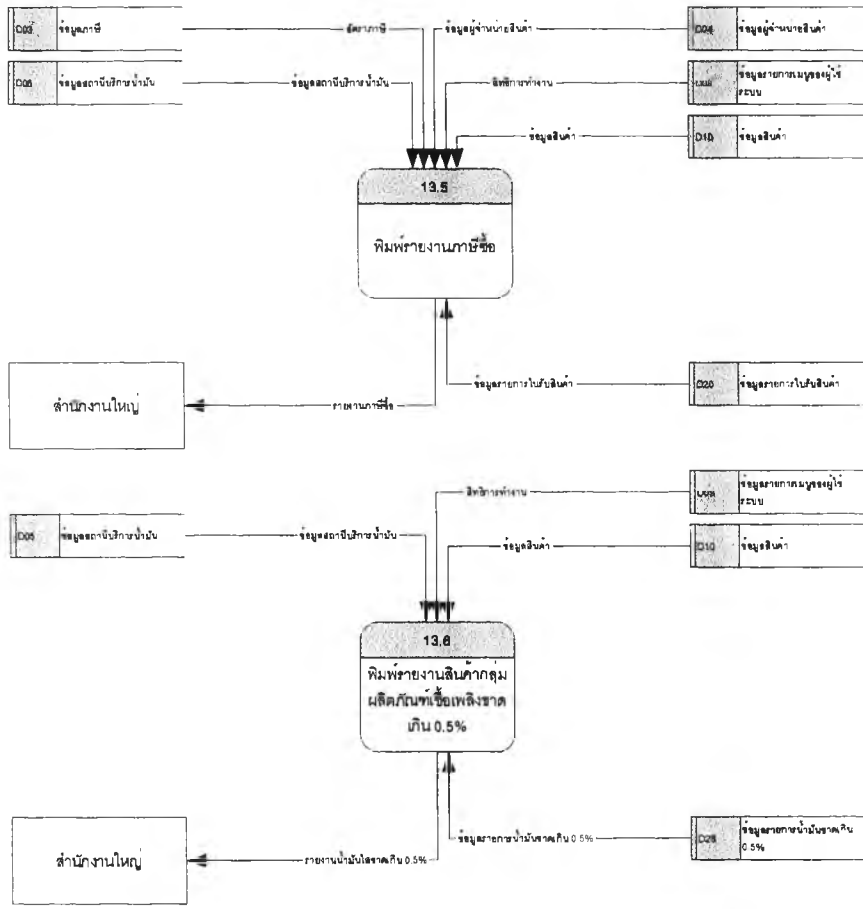 D03 ข้อมูลภาษี
อัตราภาษี
ข้อมูลผู้จำหน่ายสินค้า
D04 ข้อมูลผู้จำหน่ายสินค้า
ข้อมูลสถานีบริการน้ำมัน
ข้อมูลสถานีบริการน้ำมัน
สิทธิการทำงาน
ข้อมูลรายการเมนูของผู้ใช้
ระบบ
ข้อมูลสินค้า
D10 ข้อมูลสินค้า
13.5
พิมพ์รายงานภาษีซื้อ
สำนักงานใหญ่
รายงานภาษีซื้อ
ข้อมูลรายการใบรับสินค้า
D20 ข้อมูลรายการใบรับสินค้า
สิทธิการทำงาน
ข้อมูลรายการเมนูของผู้ใช้
ระบบ
D05 ข้อมูลสถานีบริการน้ำมัน
ข้อมูลสถานีบริการน้ำมัน
ข้อมูลสินค้า
D10 ข้อมูลสินค้า
13.6
พิมพ์รายงานสินค้ากลุ่ม
ผลิตภัณฑ์เชื้อเพลิงขาด
เกิน 0.5%
สำนักงานใหญ่
รายงานน้ำมันใสขาดเกิน 0.5%
ข้อมูลรายการน้ำมันขาดเกิน 0.5%
ข้อมูลรายการน้ำมันขาดเกิน
0.5%